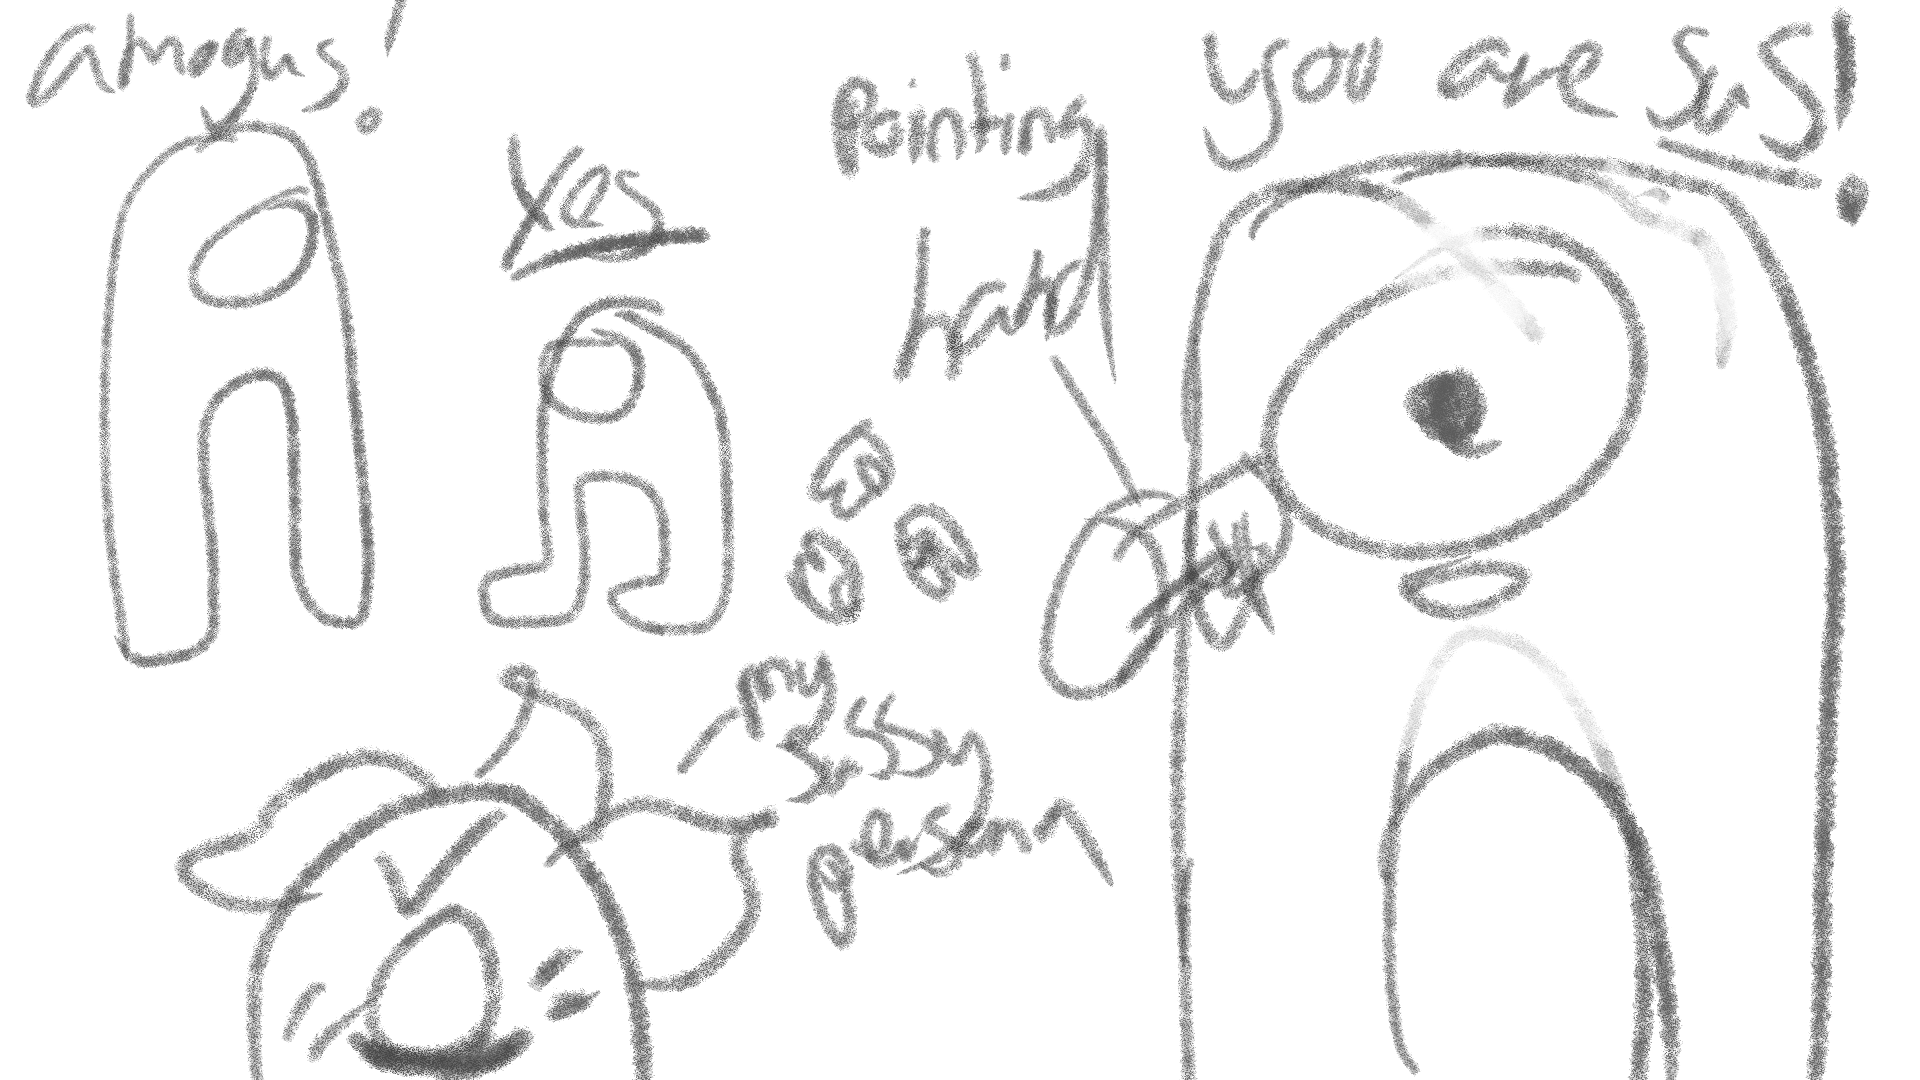 amogus!
Yes
Pointing
hand
you are SuS!
my
sussy
person